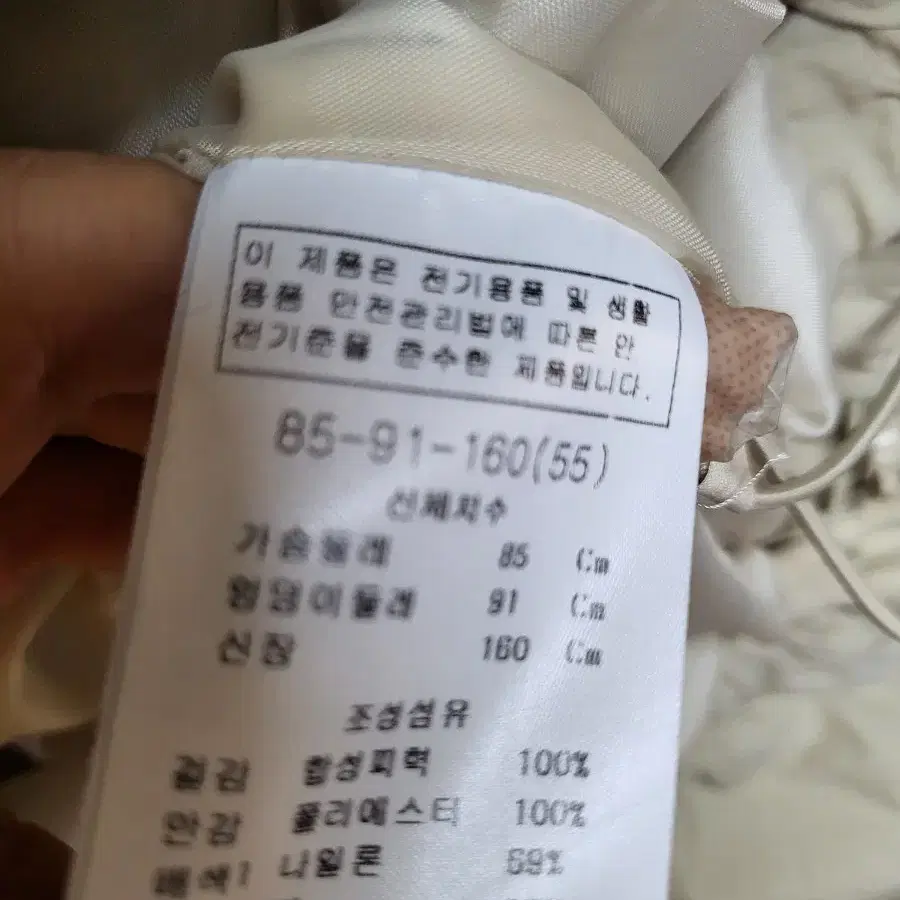 이 제품은 전기용품 및 생활
용품 안전관리법에 따른 안
전기준을 준수한 제품입니다.
85-91-160(55)
신체치수
가슴둘레 85 Cm
엉덩이둘레 91 Cm
신장 160 Cm
조성섬유
겉감 합성피혁 100%
안감 폴리에스터 100%
배색1 나일론 69%